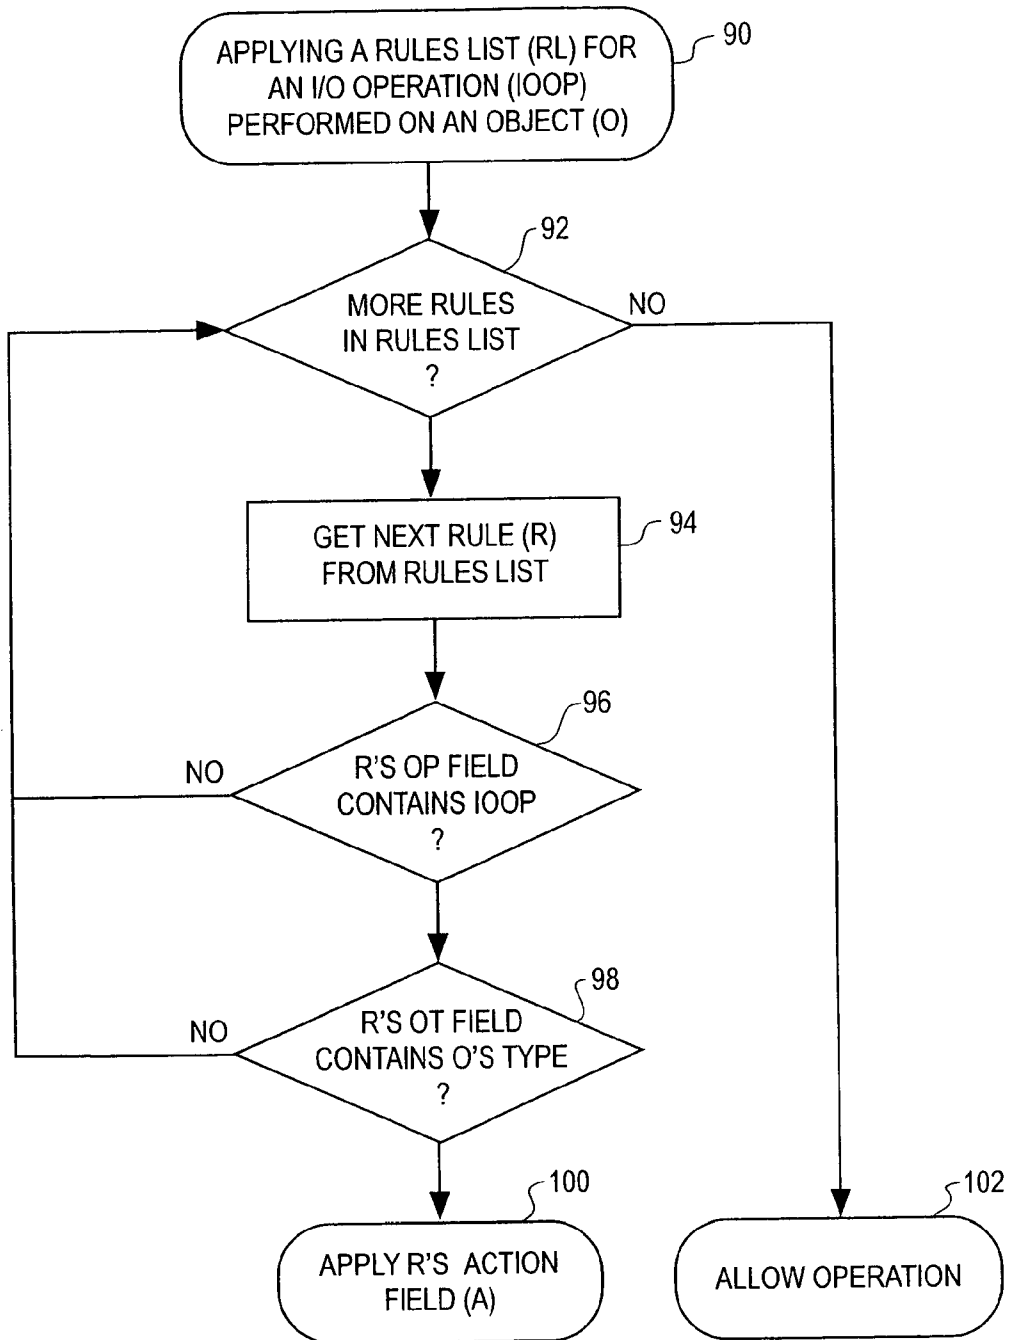 APPLYING A RULES LIST (RL) FOR
AN I/O OPERATION (IOOP)
PERFORMED ON AN OBJECT (O)
90
92
MORE RULES
IN RULES LIST
?
NO
GET NEXT RULE (R)
FROM RULES LIST
94
96
R'S OP FIELD
CONTAINS IOOP
?
NO
98
R'S OT FIELD
CONTAINS O'S TYPE
?
NO
100
APPLY R'S ACTION
FIELD (A)
102
ALLOW OPERATION